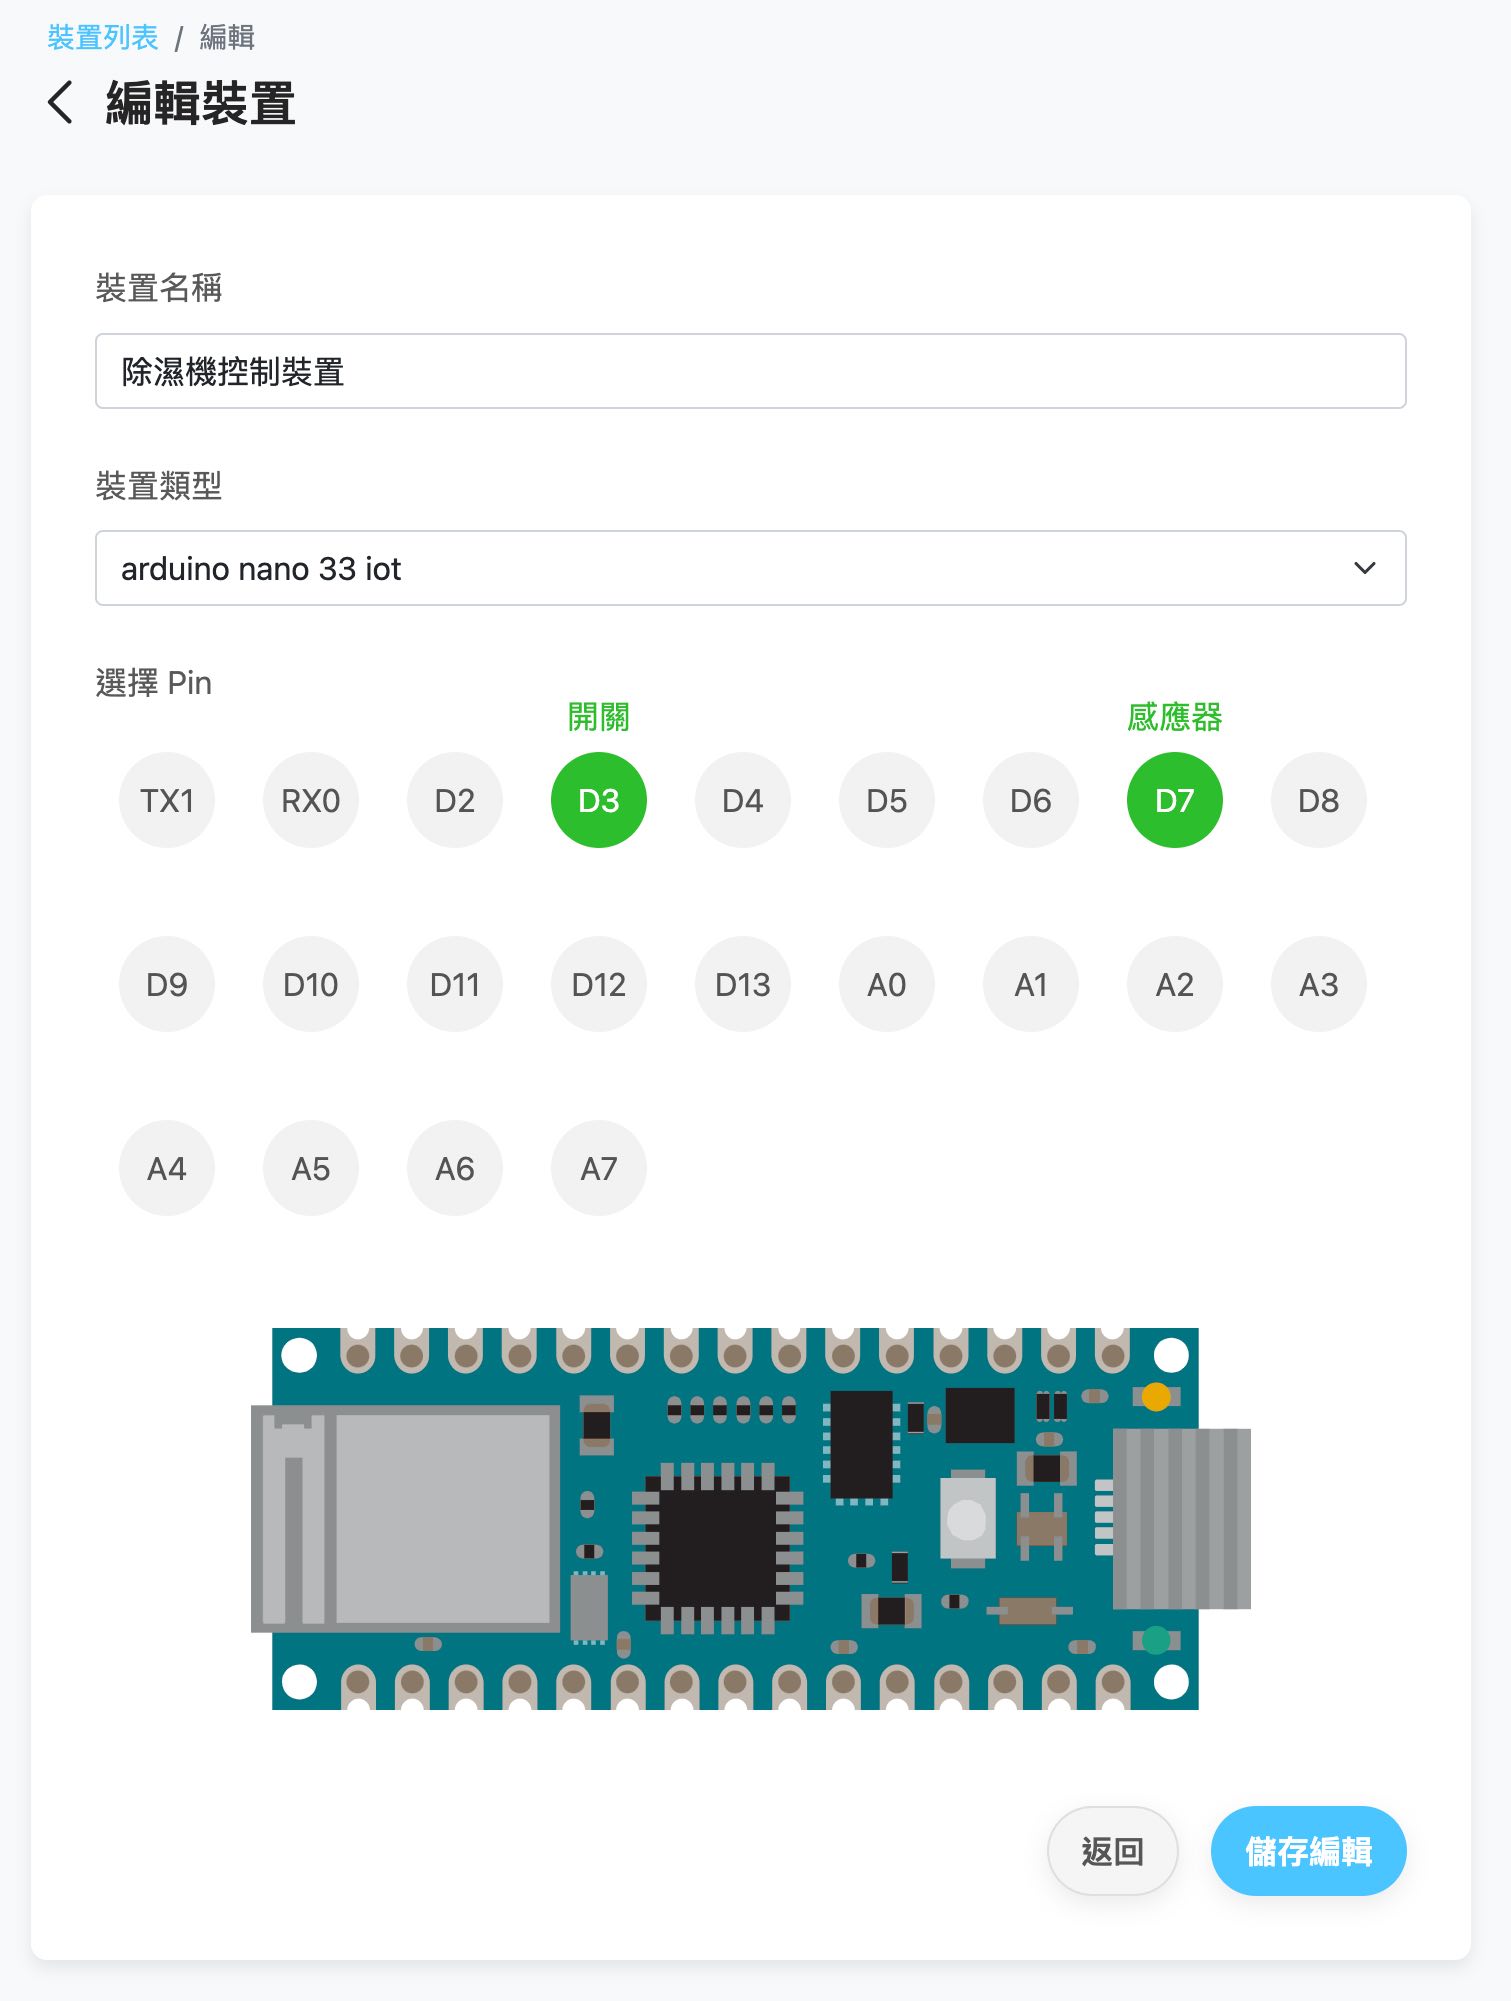 裝置列表 / 編輯
編輯裝置
裝置名稱
除濕機控制裝置
裝置類型
arduino nano 33 iot
選擇 Pin
開關 感應器
TX1 RX0 D2 D3 D4 D5 D6 D7 D8
D9 D10 D11 D12 D13 A0 A1 A2 A3
A4 A5 A6 A7
返回 儲存編輯